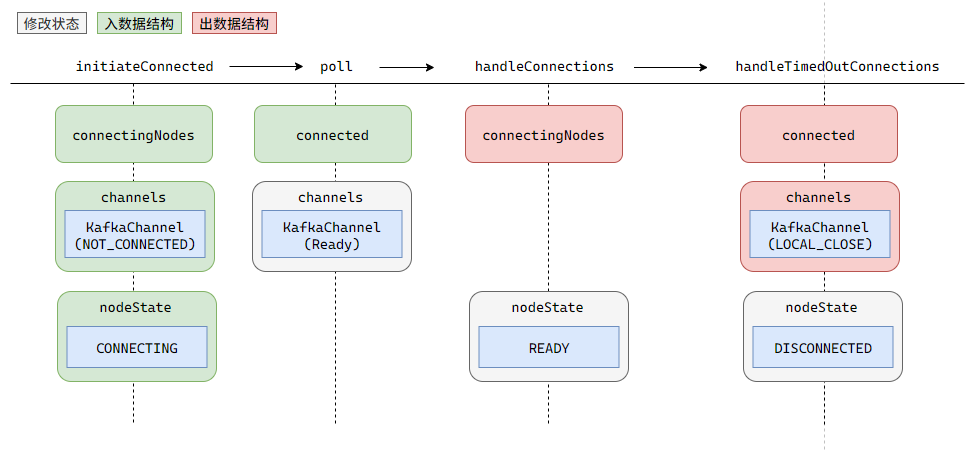 修改状态 入数据结构 出数据结构
initiateConnected poll handleConnections handleTimedOutConnections
connectingNodes connected connectingNodes connected
channels channels channels
KafkaChannel KafkaChannel KafkaChannel
(NOT_CONNECTED) (Ready) (LOCAL_CLOSE)
nodeState nodeState nodeState
CONNECTING READY DISCONNECTED